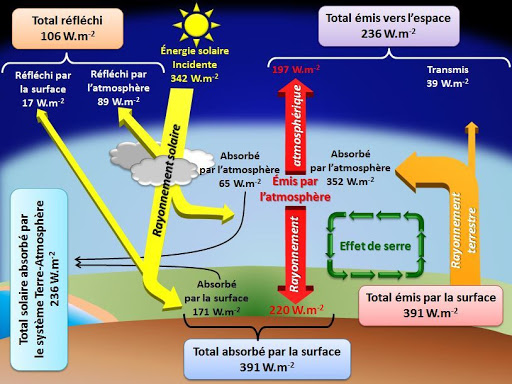 Total réfléchi
106 W.m-2
Énergie solaire
Incidente
342 W.m-2
Total émis vers l'espace
236 W.m-2
Réfléchi par
la surface
17 W.m-2
Réfléchi par
l'atmosphère
89 W.m-2
197 W.m-2
Transmis
39 W.m-2
Rayonnement solaire
Absorbé
par l'atmosphère
65 W.m-2
Rayonnement atmosphérique
Émis par
l'atmosphère
Absorbé
par l'atmosphère
352 W.m-2
Rayonnement
terrestre
Effet de serre
Total solaire absorbé par
le système Terre-Atmosphère
236 W.m-2
Absorbé
par la surface
171 W.m-2
220 W.m-2
Total émis par la surface
391 W.m-2
Total absorbé par la surface
391 W.m-2